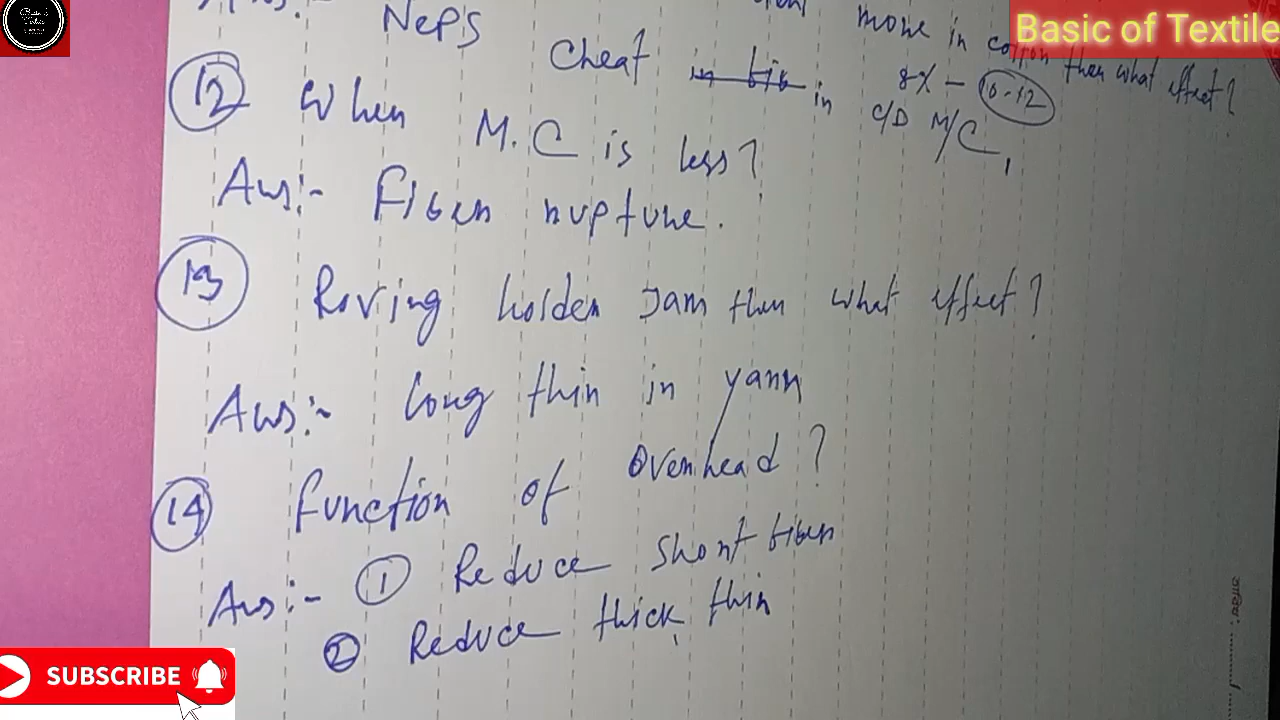 Basic of Textile
more in cotton then what effect?
Neps
Cheat in 8% - 10-12
C/D M/C,
12 When M.C is less?
Ans:- Fiber rupture.
13 Roving holder Jam then what effect?
Ans:- long thin in yarn
14 Function of overhead?
Ans:- 1 Reduce short fiber
2 Reduce thick, thin
SUBSCRIBE